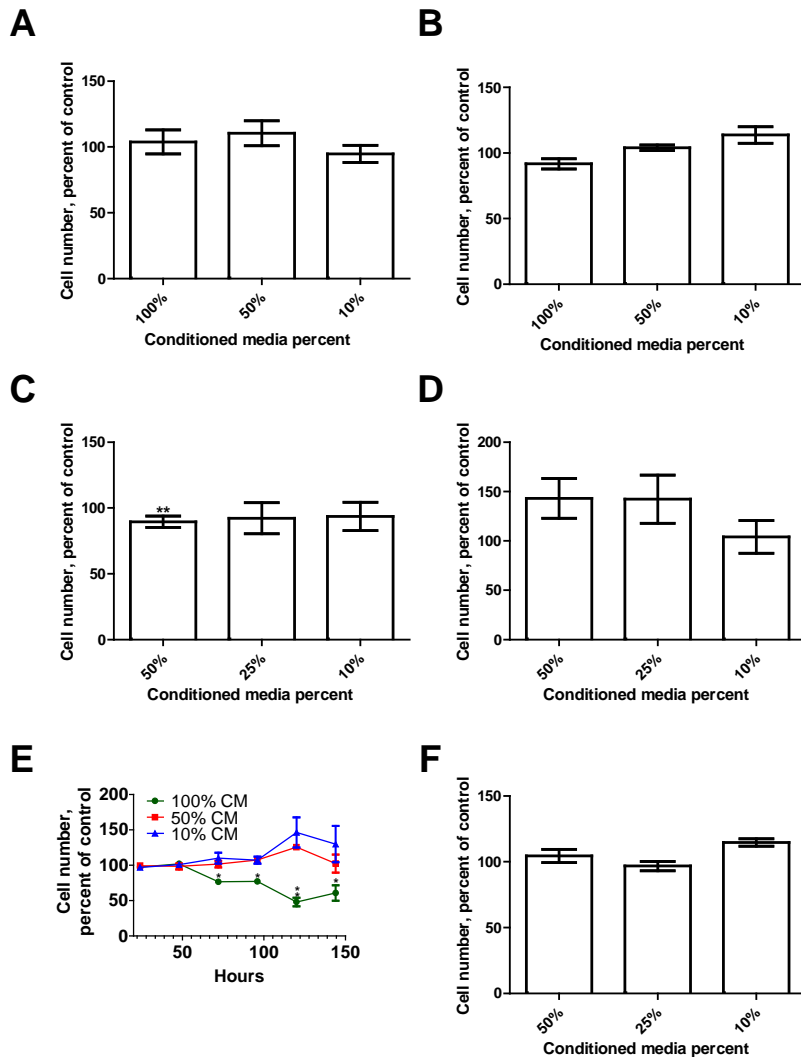 A
Cell number, percent of control
150
100
50
0
100%
50%
10%
Conditioned media percent
B
Cell number, percent of control
150
100
50
0
100%
50%
10%
Conditioned media percent
C
Cell number, percent of control
150
100
50
0
**
50%
25%
10%
Conditioned media percent
D
Cell number, percent of control
200
150
100
50
0
50%
25%
10%
Conditioned media percent
E
Cell number,
percent of control
200
150
100
50
0
100% CM
50% CM
10% CM
*
*
**
*
50
100
150
Hours
F
Cell number, percent of control
150
100
50
0
50%
25%
10%
Conditioned media percent